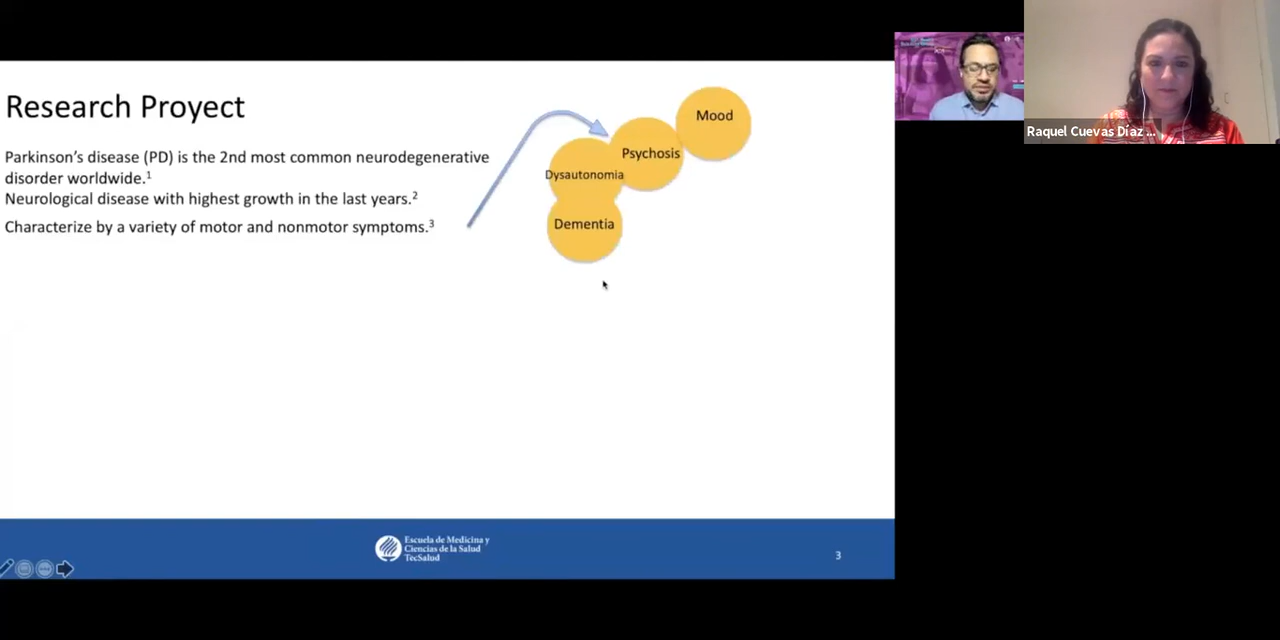 Research Proyect
Parkinson's disease (PD) is the 2nd most common neurodegenerative
disorder worldwide.1
Neurological disease with highest growth in the last years.2
Characterize by a variety of motor and nonmotor symptoms.3
Mood
Psychosis
Dysautonomia
Dementia
Raquel Cuevas Díaz ...
Escuela de Medicina y
Ciencias de la Salud
TecSalud
3